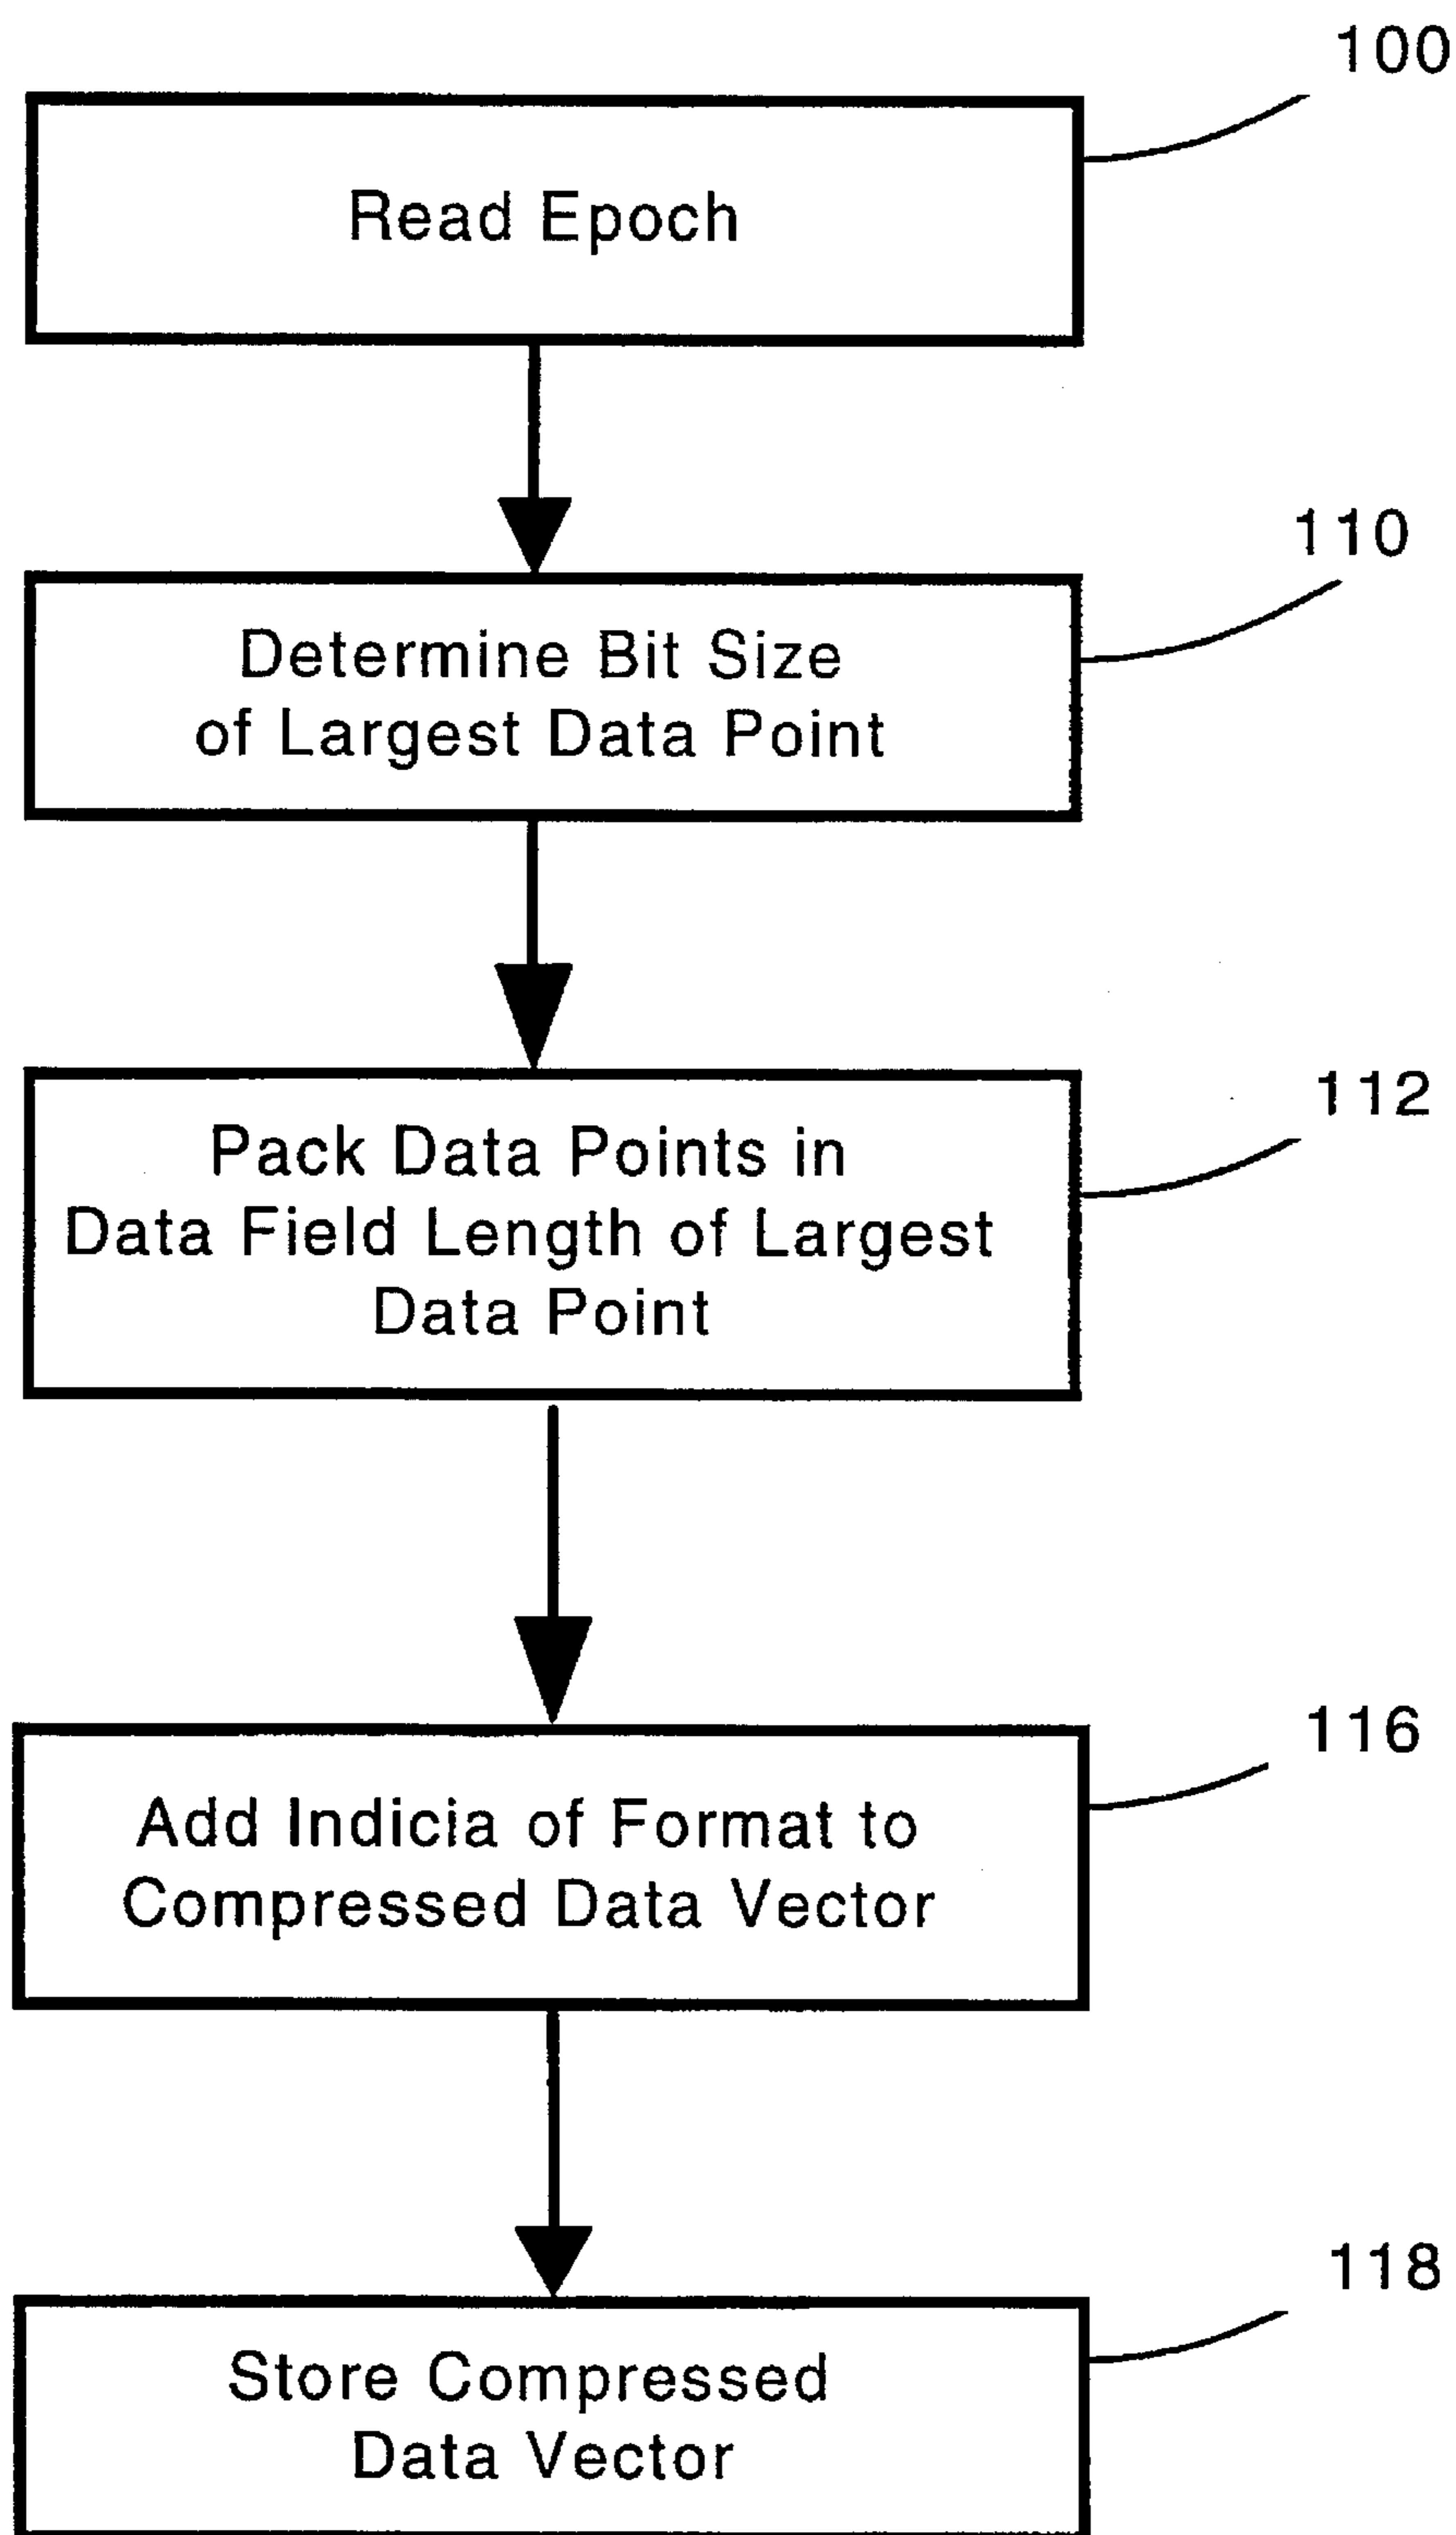 100
Read Epoch
110
Determine Bit Size
of Largest Data Point
112
Pack Data Points in
Data Field Length of Largest
Data Point
116
Add Indicia of Format to
Compressed Data Vector
118
Store Compressed
Data Vector